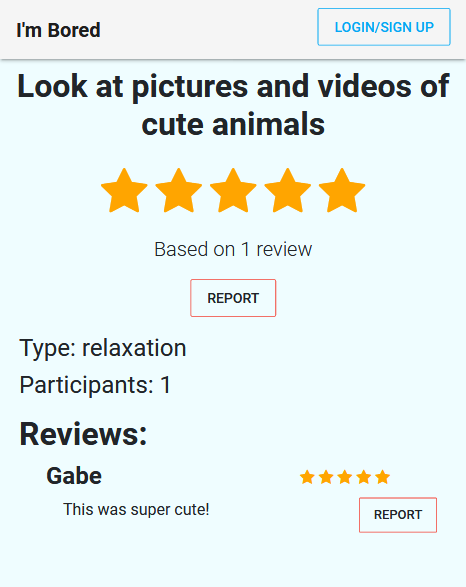 I'm Bored
LOGIN/SIGN UP
Look at pictures and videos of
cute animals
Based on 1 review
REPORT
Type: relaxation
Participants: 1
Reviews:
Gabe
This was super cute!
REPORT